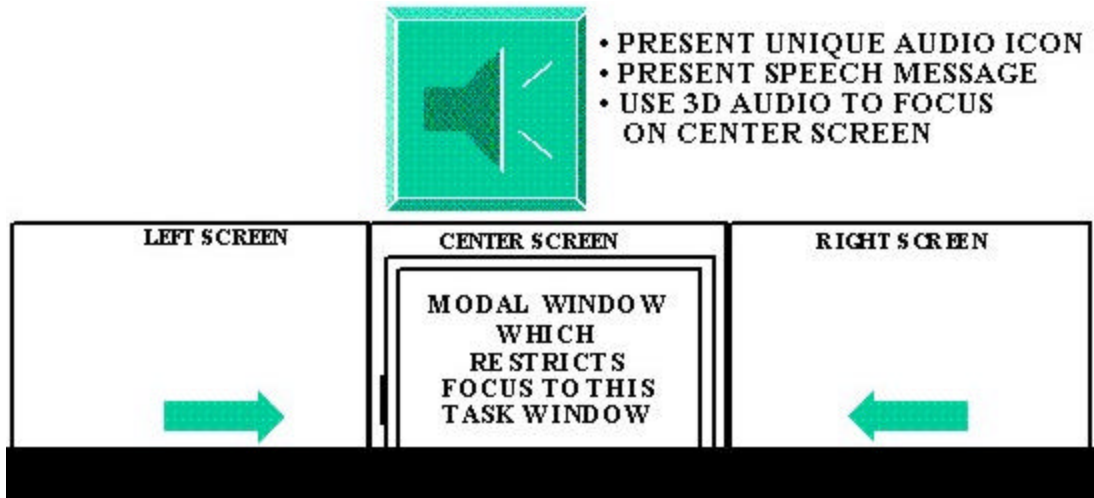 • PRESENT UNIQUE AUDIO ICON
• PRESENT SPEECH MESSAGE
• USE 3D AUDIO TO FOCUS
ON CENTER SCREEN
LEFT SCREEN
CENTER SCREEN
RIGHT SCREEN
MODAL WINDOW
WHICH
RESTRICTS
FOCUS TO THIS
TASK WINDOW